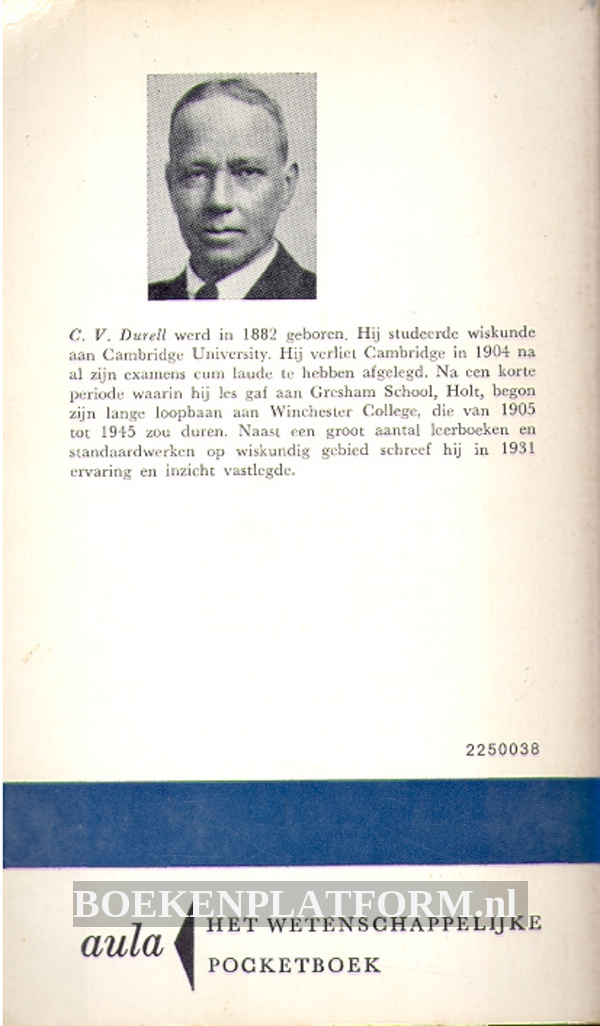 C. V. Durell werd in 1882 geboren. Hij studeerde wiskunde
aan Cambridge University. Hij verliet Cambridge in 1904 na
al zijn examens cum laude te hebben afgelegd. Na een korte
periode waarin hij les gaf aan Gresham School, Holt, begon
zijn lange loopbaan aan Winchester College, die van 1905
tot 1945 zou duren. Naast een groot aantal leerboeken en
standaardwerken op wiskundig gebied schreef hij in 1931
ervaring en inzicht vastlegde.
2250038
BOEKENPLATFORM.nl
aula
HET WETENSCHAPPELIJKE
POCKETBOEK